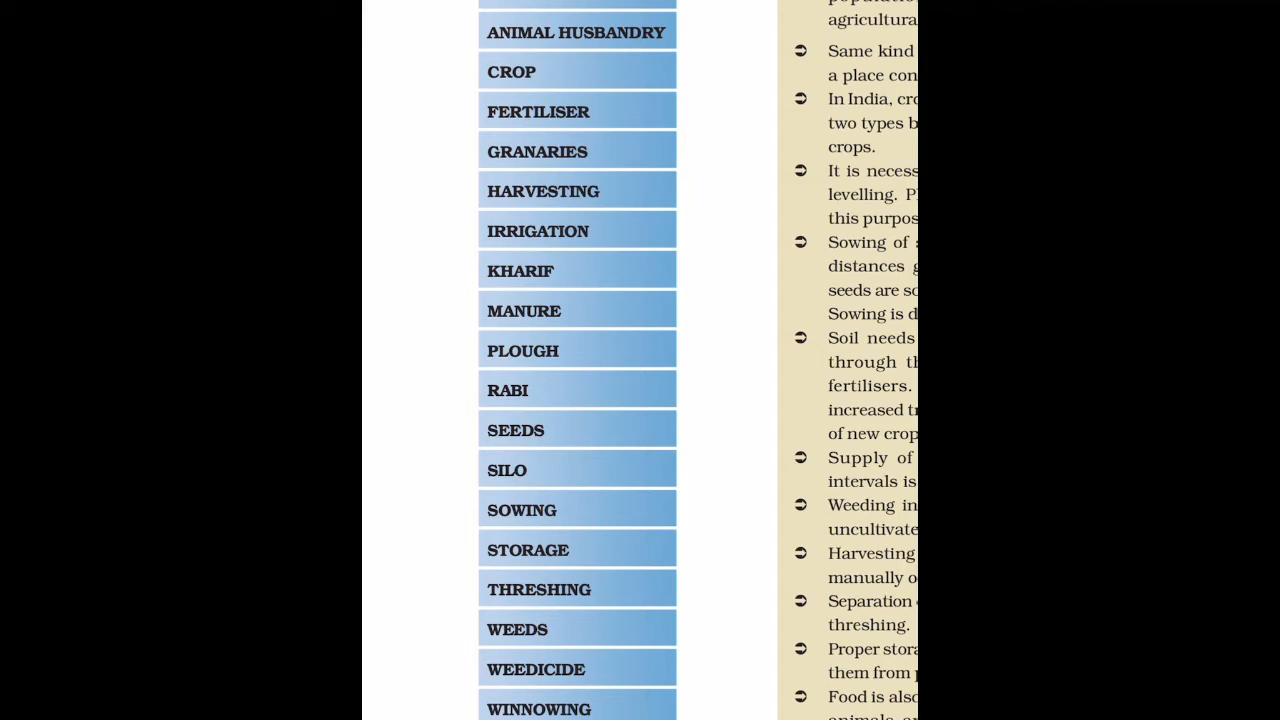 ANIMAL HUSBANDRY
CROP
FERTILISER
GRANARIES
HARVESTING
IRRIGATION
KHARIF
MANURE
PLOUGH
RABI
SEEDS
SILO
SOWING
STORAGE
THRESHING
WEEDS
WEEDICIDE
WINNOWING
agricultura
Same kind
a place con
In India, cro
two types b
crops.
It is necess
levelling. Pl
this purpos
Sowing of
distances g
seeds are so
Sowing is d
Soil needs
through th
fertilisers.
increased tr
of new crop
Supply of
intervals is
Weeding in
uncultivate
Harvesting
manually o
Separation
threshing.
Proper stora
them from p
Food is also